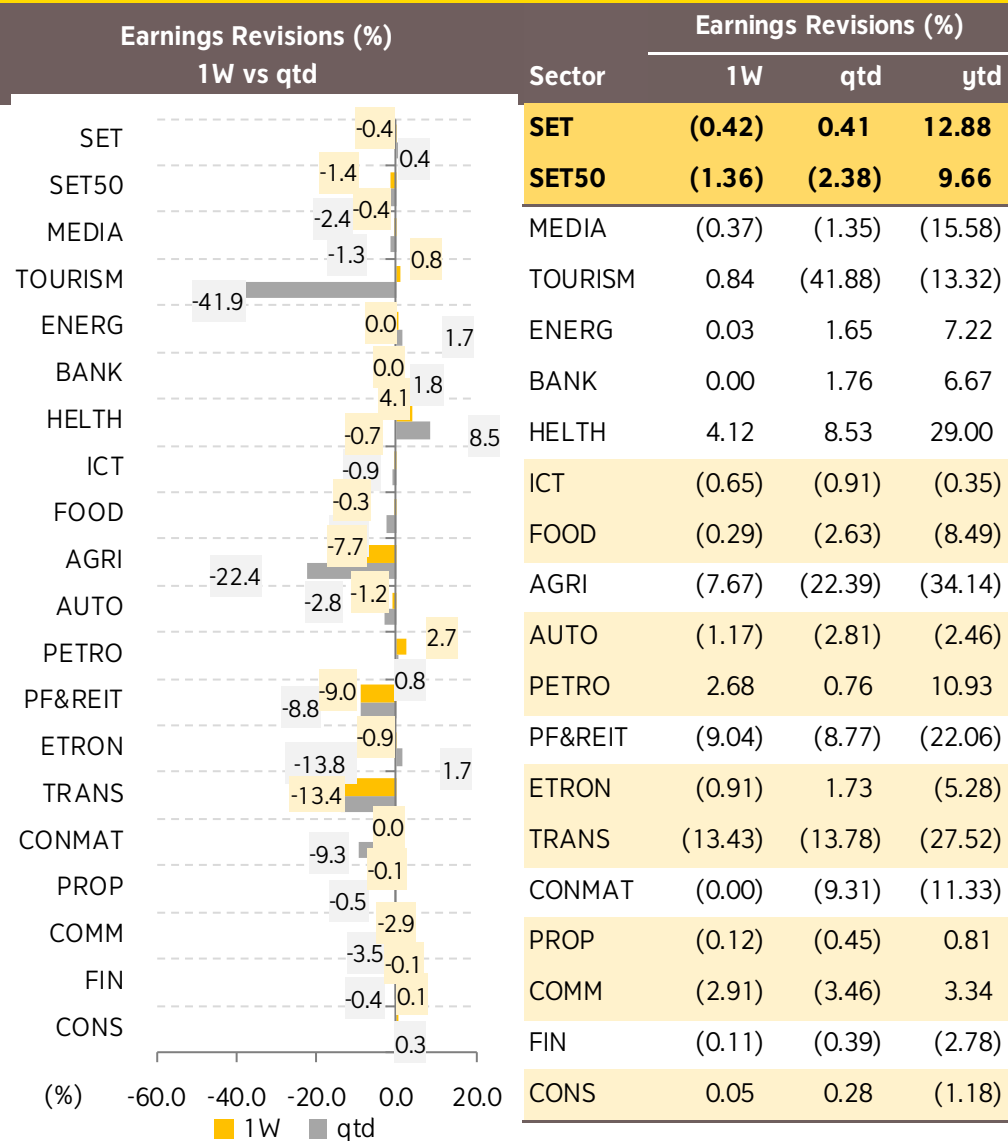 Earnings Revisions (%)
1W vs qtd
SET
-0.4
0.4
SET50
-1.4
-2.4
MEDIA
-0.4
-1.3
TOURISM
0.8
-41.9
ENERG
0.0
1.7
BANK
0.0
1.8
HELTH
4.1
8.5
ICT
-0.7
-0.9
FOOD
-0.3
AGRI
-7.7
-22.4
AUTO
-1.2
-2.8
PETRO
2.7
0.8
PF&REIT
-9.0
-8.8
ETRON
-0.9
1.7
TRANS
-13.8
-13.4
CONMAT
0.0
-9.3
PROP
-0.1
-0.5
COMM
-2.9
-3.5
FIN
-0.1
-0.4
CONS
0.1
0.3
(%) -60.0 -40.0 -20.0 0.0 20.0
1W qtd
Earnings Revisions (%)
Sector 1W qtd ytd
SET (0.42) 0.41 12.88
SET50 (1.36) (2.38) 9.66
MEDIA (0.37) (1.35) (15.58)
TOURISM 0.84 (41.88) (13.32)
ENERG 0.03 1.65 7.22
BANK 0.00 1.76 6.67
HELTH 4.12 8.53 29.00
ICT (0.65) (0.91) (0.35)
FOOD (0.29) (2.63) (8.49)
AGRI (7.67) (22.39) (34.14)
AUTO (1.17) (2.81) (2.46)
PETRO 2.68 0.76 10.93
PF&REIT (9.04) (8.77) (22.06)
ETRON (0.91) 1.73 (5.28)
TRANS (13.43) (13.78) (27.52)
CONMAT (0.00) (9.31) (11.33)
PROP (0.12) (0.45) 0.81
COMM (2.91) (3.46) 3.34
FIN (0.11) (0.39) (2.78)
CONS 0.05 0.28 (1.18)